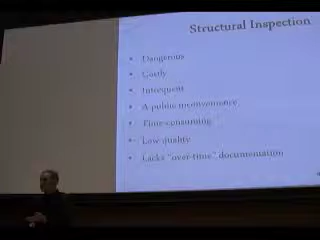 Structural Inspection
• Dangerous
• Costly
• Infrequent
• A public inconvenience
• Time-consuming
• Low quality
• Lacks "over-time" documentation